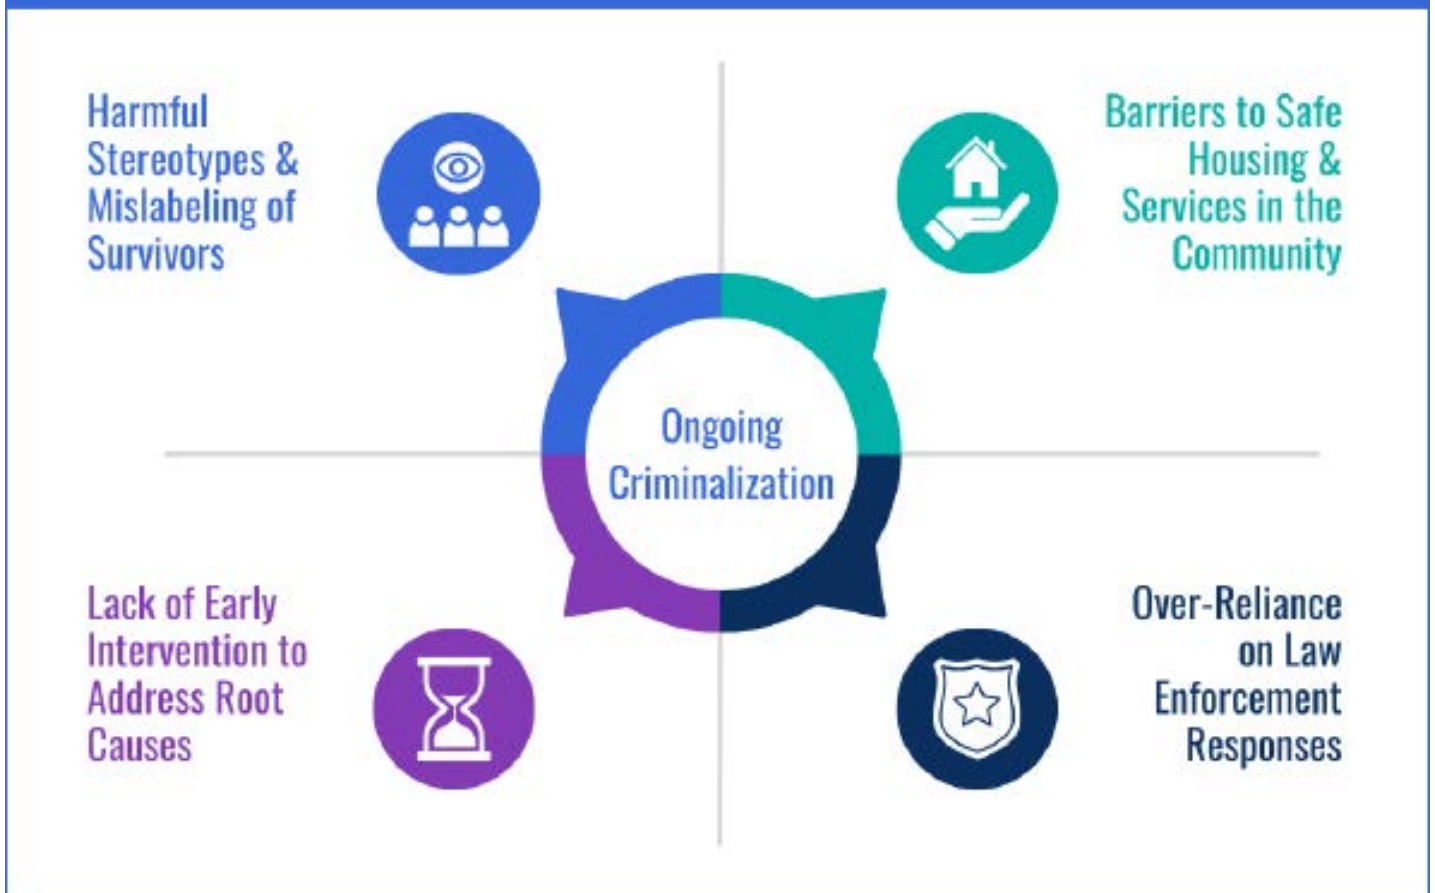 Harmful
Stereotypes &
Mislabeling of
Survivors
Barriers to Safe
Housing &
Services in the
Community
Ongoing
Criminalization
Lack of Early
Intervention to
Address Root
Causes
Over-Reliance
on Law
Enforcement
Responses